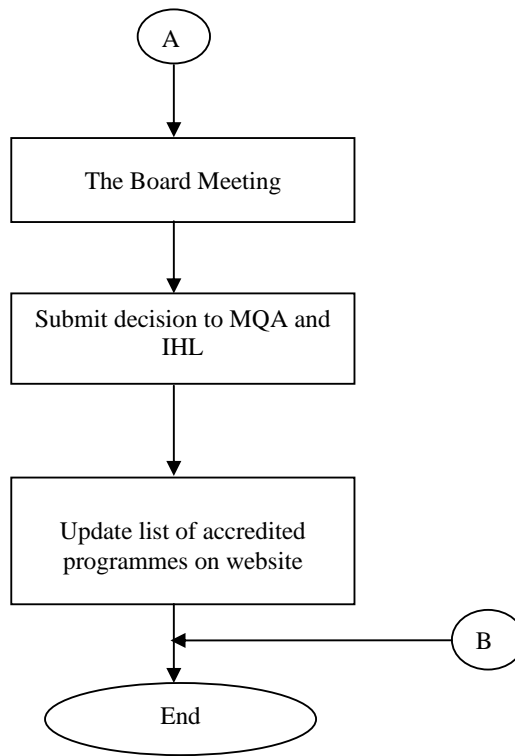 A
The Board Meeting
Submit decision to MQA and
IHL
Update list of accredited
programmes on website
B
End